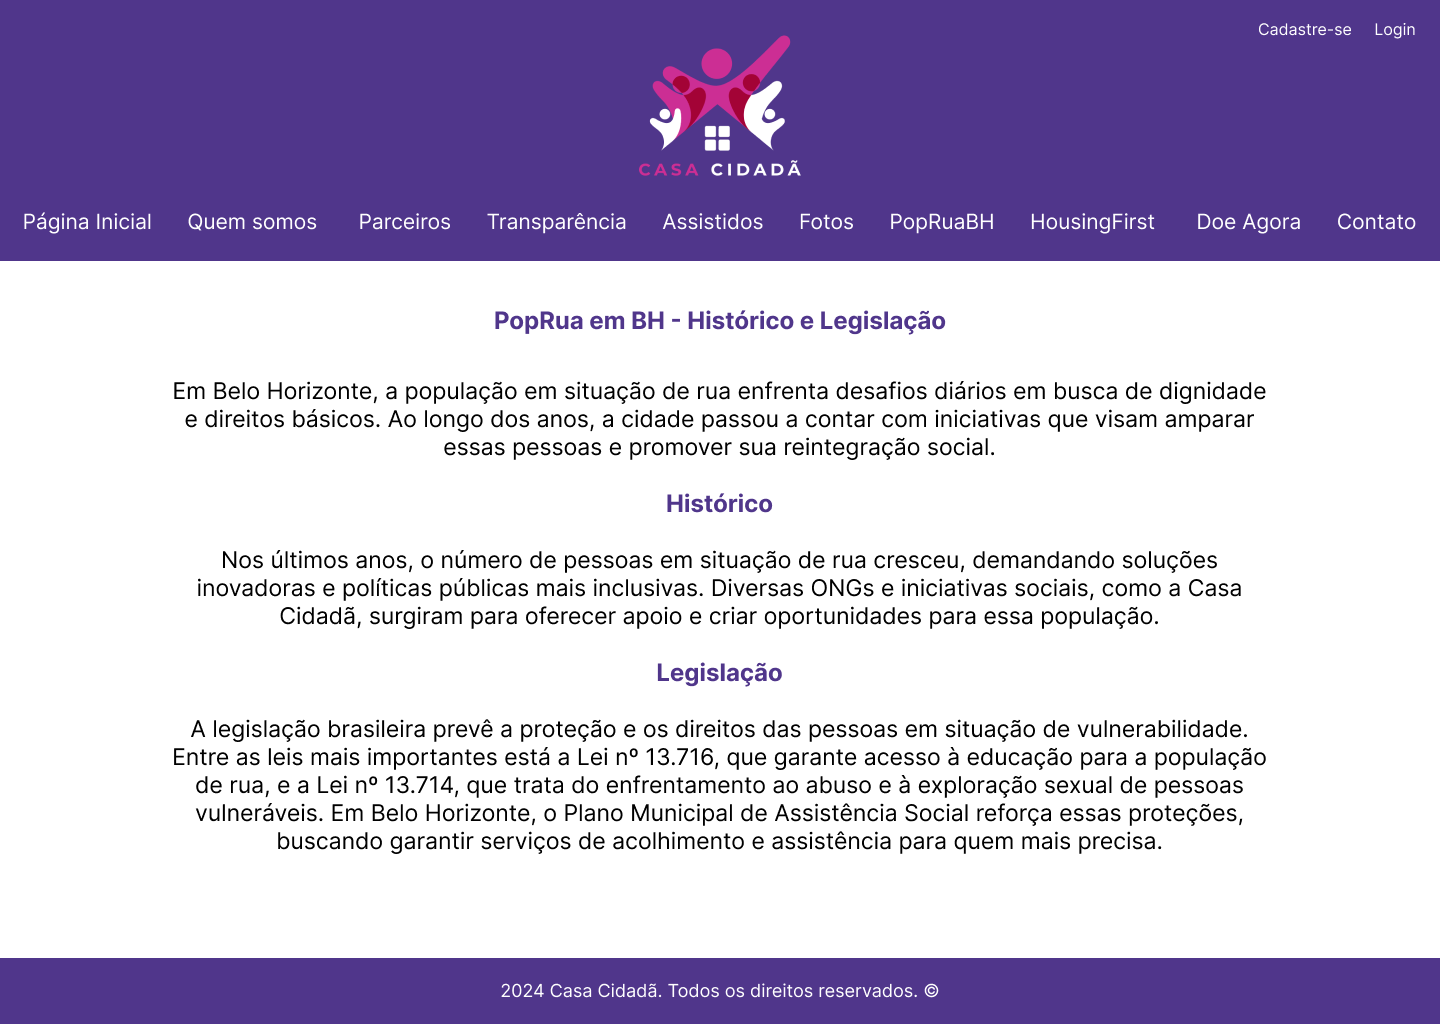 Cadastre-se Login
CASA CIDADÃ
Página Inicial Quem somos Parceiros Transparência Assistidos Fotos PopRuaBH HousingFirst Doe Agora Contato
PopRua em BH - Histórico e Legislação
Em Belo Horizonte, a população em situação de rua enfrenta desafios diários em busca de dignidade
e direitos básicos. Ao longo dos anos, a cidade passou a contar com iniciativas que visam amparar
essas pessoas e promover sua reintegração social.
Histórico
Nos últimos anos, o número de pessoas em situação de rua cresceu, demandando soluções
inovadoras e políticas públicas mais inclusivas. Diversas ONGs e iniciativas sociais, como a Casa
Cidadã, surgiram para oferecer apoio e criar oportunidades para essa população.
Legislação
A legislação brasileira prevê a proteção e os direitos das pessoas em situação de vulnerabilidade.
Entre as leis mais importantes está a Lei nº 13.716, que garante acesso à educação para a população
de rua, e a Lei nº 13.714, que trata do enfrentamento ao abuso e à exploração sexual de pessoas
vulneráveis. Em Belo Horizonte, o Plano Municipal de Assistência Social reforça essas proteções,
buscando garantir serviços de acolhimento e assistência para quem mais precisa.
2024 Casa Cidadã. Todos os direitos reservados. ©